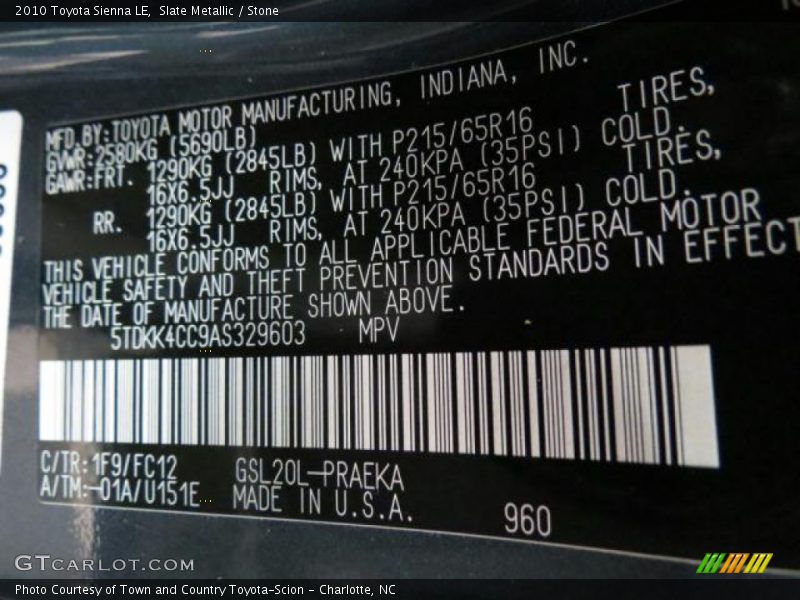 2010 Toyota Sienna LE, Slate Metallic / Stone
MFD.BY:TOYOTA MOTOR MANUFACTURING, INDIANA, INC.
GVWR:2580KG (5690LB)
GAWR:FRT. 1290KG (2845LB) WITH P215/65R16 TIRES,
16X6.5JJ RIMS, AT 240KPA (35PSI) COLD.
RR. 1290KG (2845LB) WITH P215/65R16 TIRES,
16X6.5JJ RIMS, AT 240KPA (35PSI) COLD.
THIS VEHICLE CONFORMS TO ALL APPLICABLE FEDERAL MOTOR
VEHICLE SAFETY AND THEFT PREVENTION STANDARDS IN EFFECT
THE DATE OF MANUFACTURE SHOWN ABOVE.
5TDKK4CC9AS329603 MPV
C/TR:1F9/FC12 GSL20L-PRAEKA
A/TM:-01A/U151E MADE IN U.S.A.
960
GTCARLOT.COM
Photo Courtesy of Town and Country Toyota-Scion - Charlotte, NC